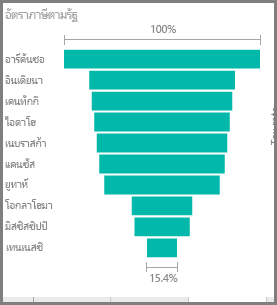 อัตราภาษีตามรัฐ
100%
อาร์คันซอ
อินเดียนา
เคนทักกี
ไอดาโฮ
เนบราสก้า
แคนซัส
ยูทาห์
โอกลาโฮมา
มิสซิสซิปปี
เทนเนสซี
15.4%